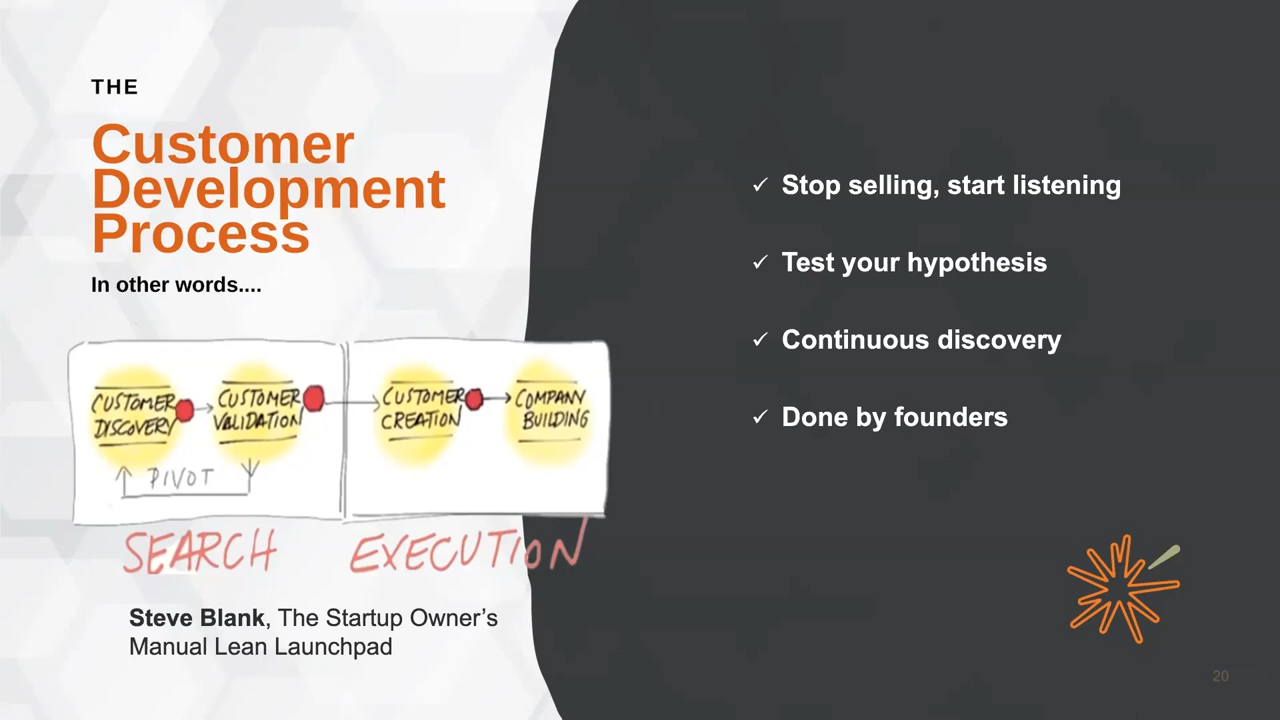 THE
Customer
Development
Process
In other words....
CUSTOMER
DISCOVERY
CUSTOMER
VALIDATION
CUSTOMER
CREATION
COMPANY
BUILDING
PIVOT
SEARCH
EXECUTION
Steve Blank, The Startup Owner’s
Manual Lean Launchpad
✓ Stop selling, start listening
✓ Test your hypothesis
✓ Continuous discovery
✓ Done by founders
20